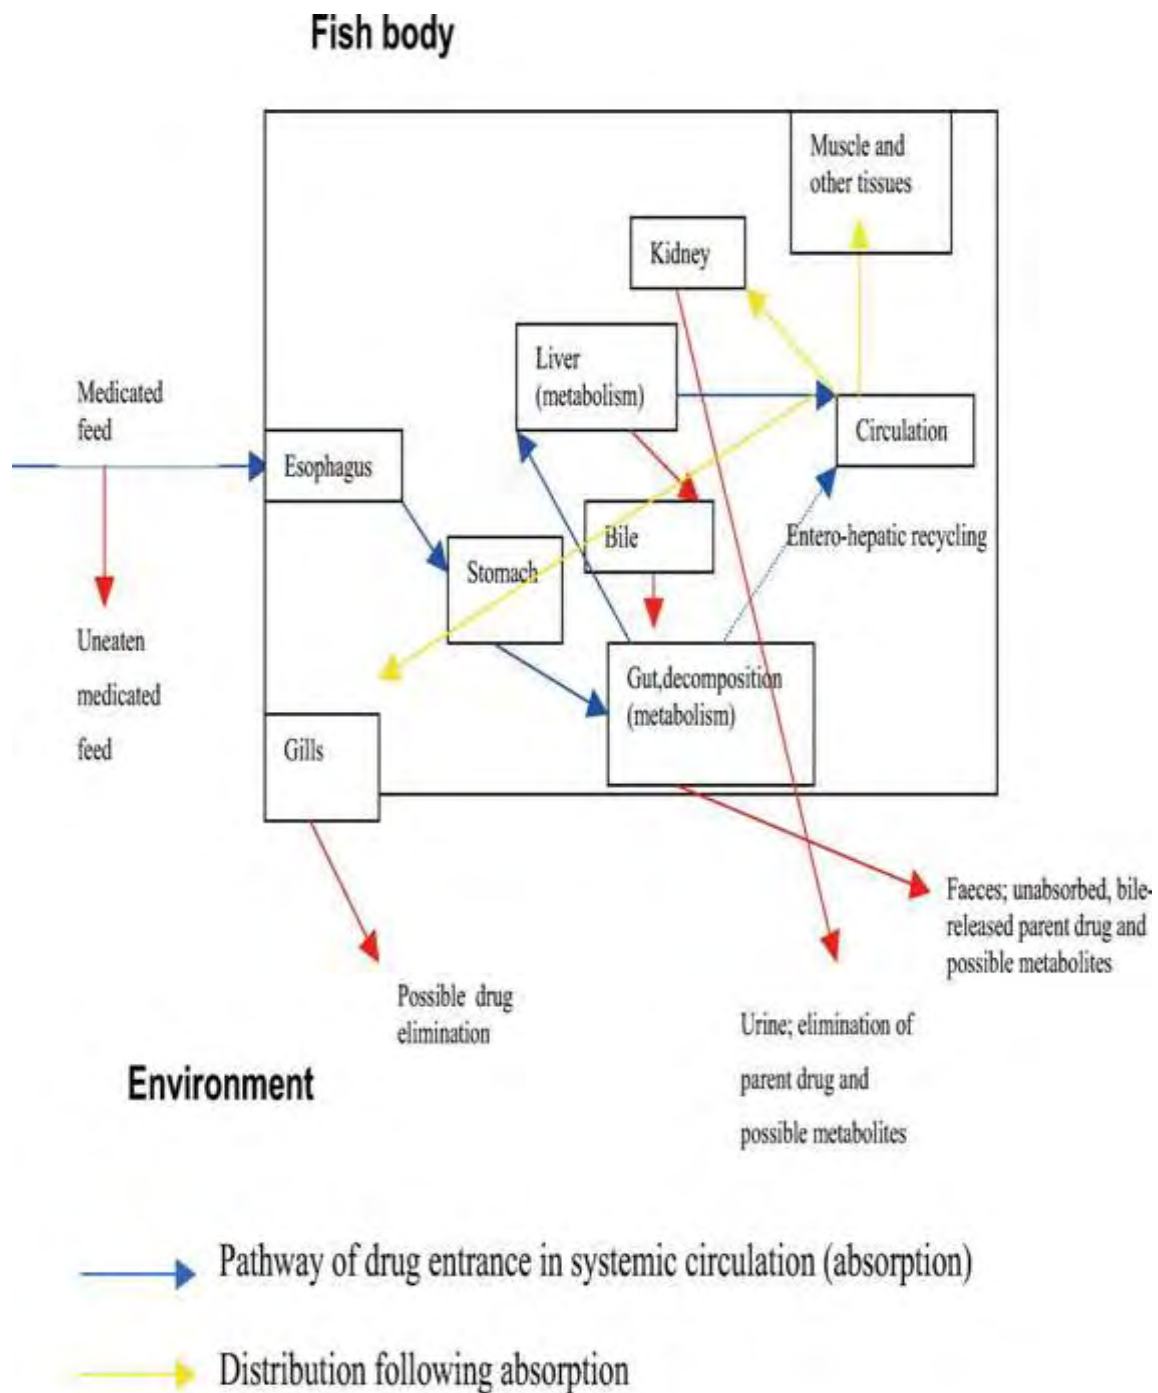 Fish body
Muscle and
other tissues
Kidney
Liver
(metabolism)
Medicated
feed
Circulation
Esophagus
Bile
Entero-hepatic recycling
Stomach
Uneaten
medicated
feed
Gut,decomposition
(metabolism)
Gills
Faeces; unabsorbed, bile-
released parent drug and
possible metabolites
Possible drug
elimination
Urine; elimination of
parent drug and
possible metabolites
Environment
Pathway of drug entrance in systemic circulation (absorption)
Distribution following absorption